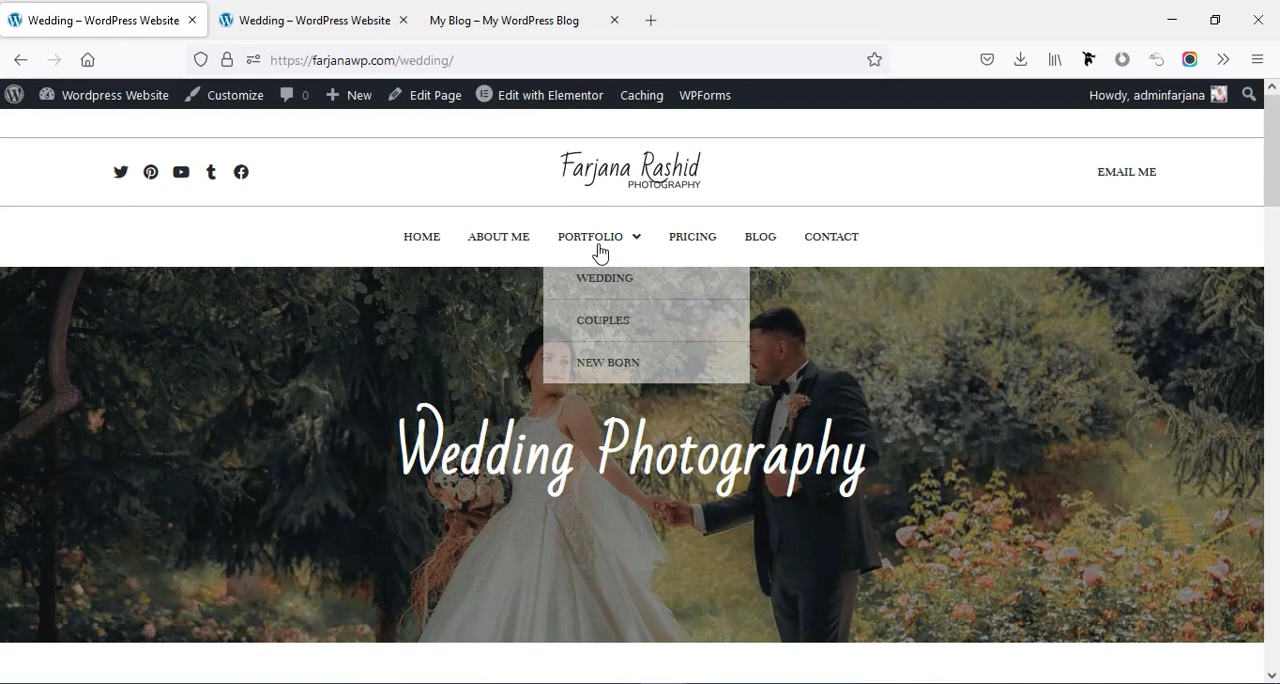 Wedding – WordPress Website
Wedding – WordPress Website
My Blog – My WordPress Blog
https://farjanawp.com/wedding/
Wordpress Website
Customize
0
New
Edit Page
Edit with Elementor
Caching
WPForms
Howdy, adminfarjana
Farjana Rashid
PHOTOGRAPHY
EMAIL ME
HOME
ABOUT ME
PORTFOLIO
PRICING
BLOG
CONTACT
WEDDING
COUPLES
NEW BORN
Wedding Photography